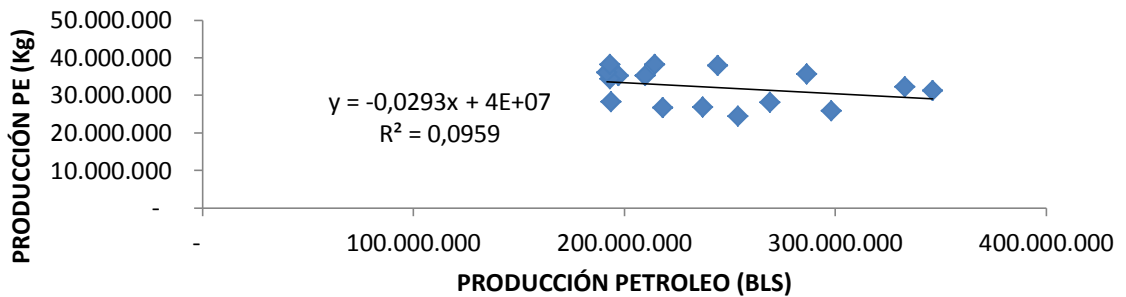 PRODUCCIÓN PE (Kg)
50.000.000
40.000.000
30.000.000
20.000.000
10.000.000
-
y = -0,0293x + 4E+07
R² = 0,0959
-
100.000.000
200.000.000
300.000.000
400.000.000
PRODUCCIÓN PETROLEO (BLS)